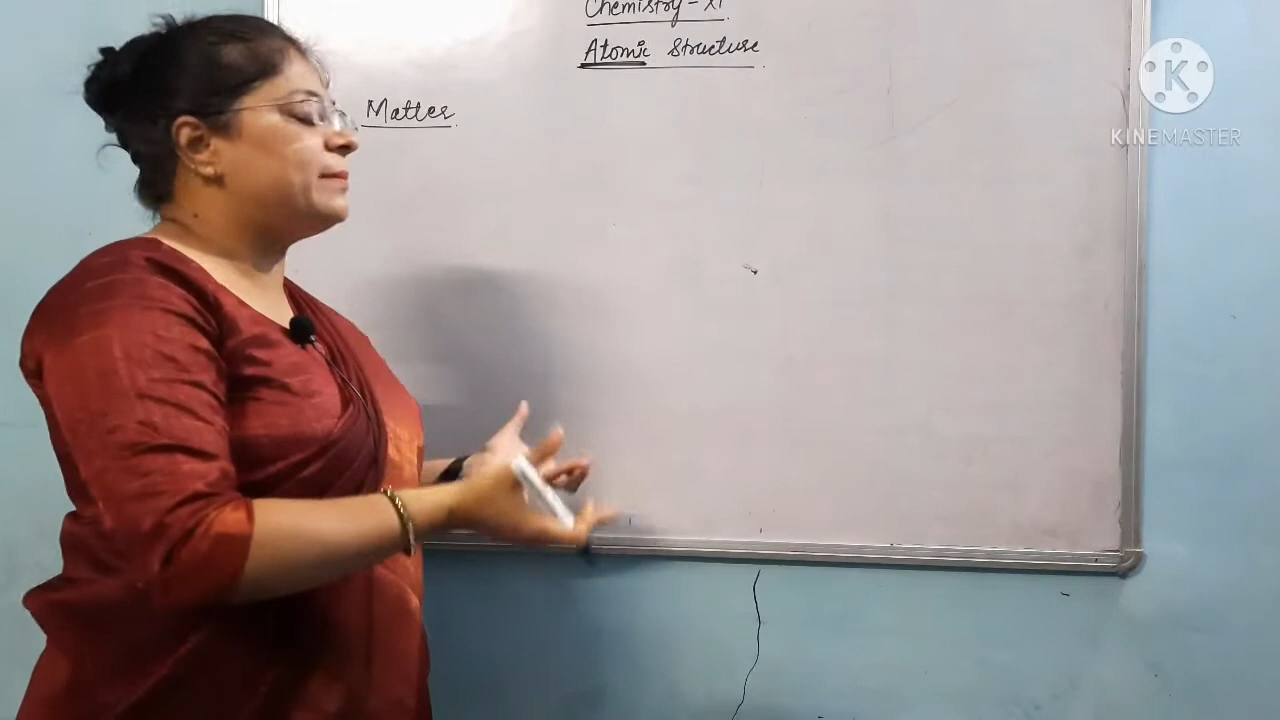 Chemistry - XI
Atomic Structure
Matter
K
KINEMASTER